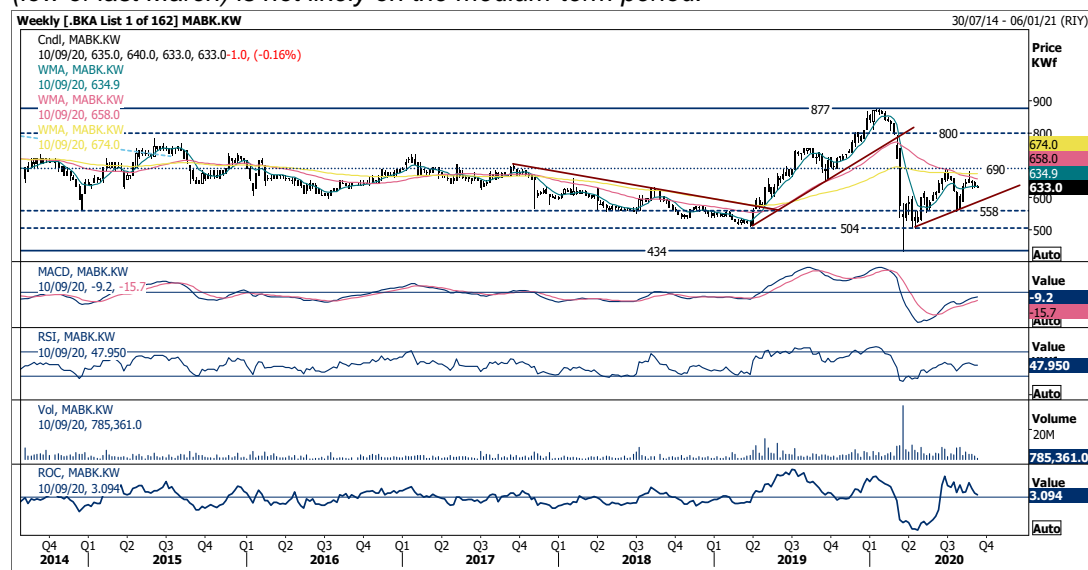 (low of last March) is not likely on the medium-term period.
Weekly [.BKA List 1 of 162] MABK.KW 30/07/14 - 06/01/21 (RIY)
Cndl, MABK.KW
10/09/20, 635.0, 640.0, 633.0, 633.0-1.0, (-0.16%)
WMA, MABK.KW
10/09/20, 634.9
WMA, MABK.KW
10/09/20, 658.0
WMA, MABK.KW
10/09/20, 674.0
Price
KWf
877
800
690
558
504
434
900
800
674.0
658.0
634.9
633.0
600
500
Auto
MACD, MABK.KW
10/09/20, -9.2, -15.7
Value
-9.2
-15.7
Auto
RSI, MABK.KW
10/09/20, 47.950
Value
47.950
Auto
Vol, MABK.KW
10/09/20, 785,361.0
Volume
20M
785,361.0
ROC, MABK.KW
10/09/20, 3.094
Value
3.094
Auto
Q4 Q1 Q2 Q3 Q4 Q1 Q2 Q3 Q4 Q1 Q2 Q3 Q4 Q1 Q2 Q3 Q4 Q1 Q2 Q3 Q4 Q1 Q2 Q3 Q4
2014 2015 2016 2017 2018 2019 2020